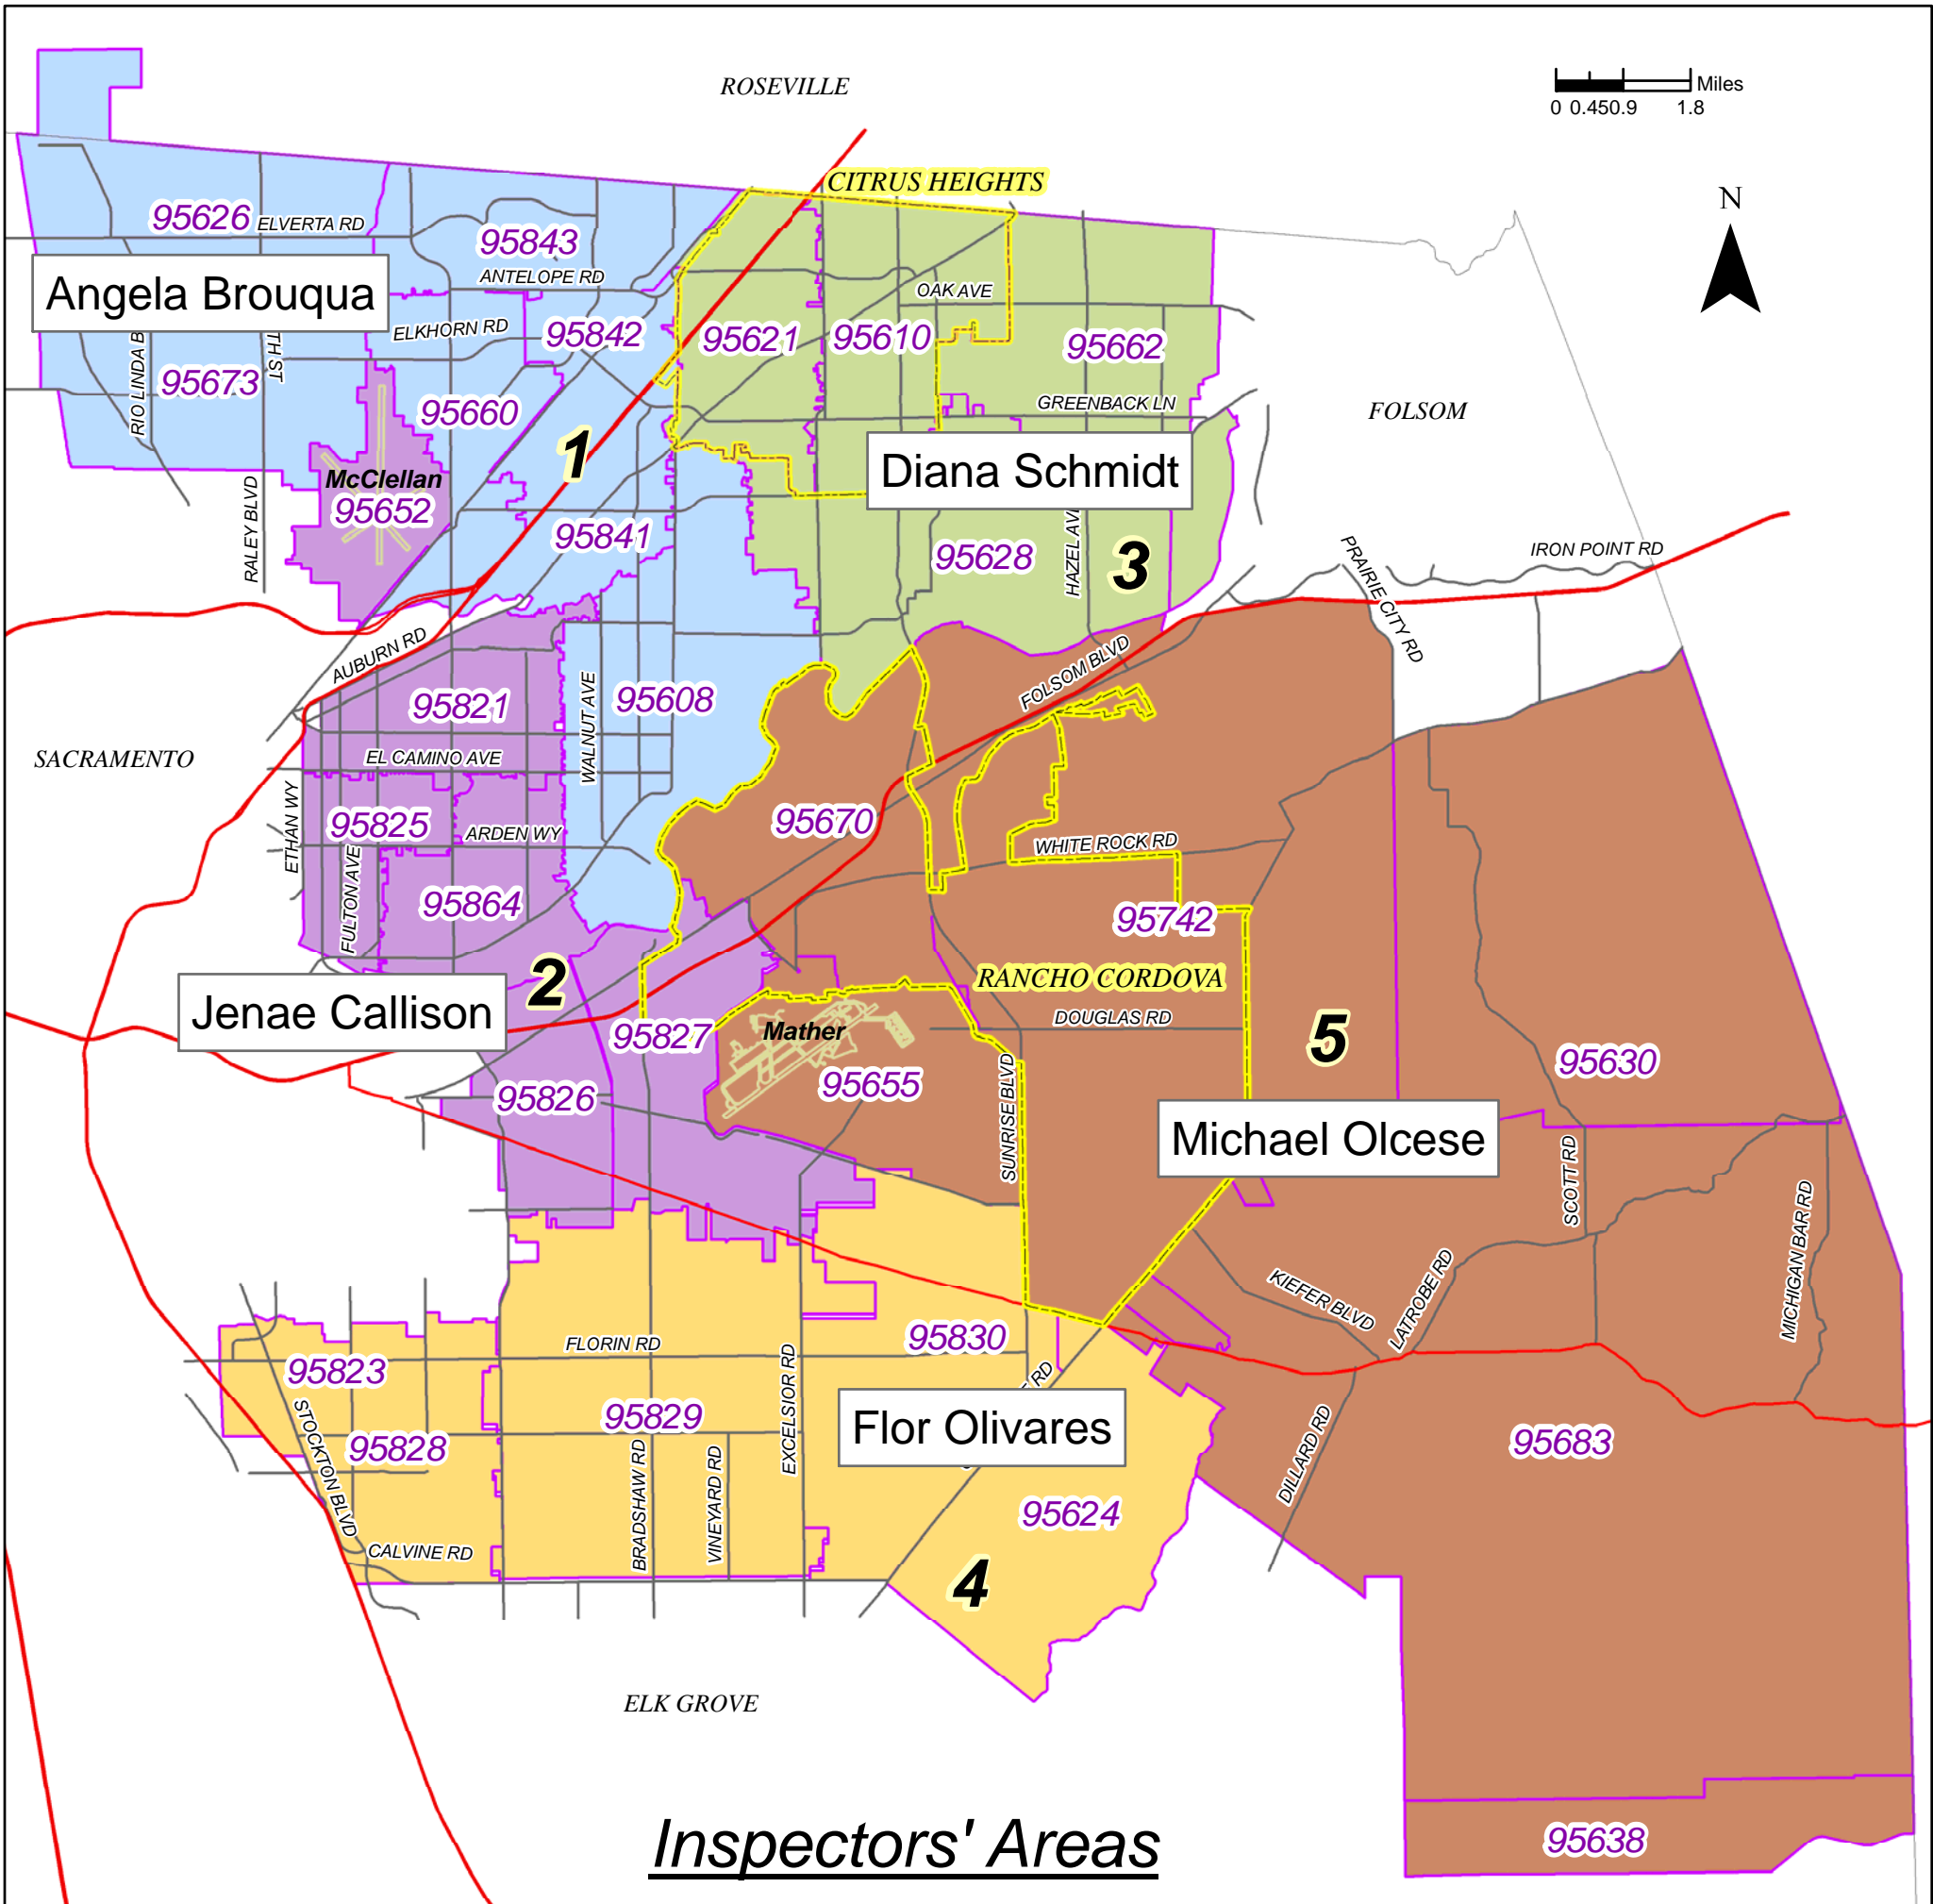 ROSEVILLE
Miles
0 0.45 0.9 1.8
CITRUS HEIGHTS
N
95626
ELVERTA RD
95843
ANTELOPE RD
OAK AVE
Angela Brouqua
ELKHORN RD
95842
95621
95610
95662
RIO LINDA B
TH ST
95673
95660
GREENBACK LN
FOLSOM
1
Diana Schmidt
McClellan
95652
RALEY BLVD
95841
95628
HAZEL AVE
3
PRAIRIE CITY RD
IRON POINT RD
AUBURN RD
FOLSOM BLVD
95821
WALNUT AVE
95608
SACRAMENTO
EL CAMINO AVE
ETHAN WY
95825
ARDEN WY
95670
WHITE ROCK RD
FULTON AVE
95864
95742
2
RANCHO CORDOVA
Jenae Callison
95827
Mather
DOUGLAS RD
5
95630
95826
95655
SUNRISE BLVD
Michael Olcese
SCOTT RD
MICHIGAN BAR RD
KIEFER BLVD
LATROBE RD
FLORIN RD
95830
95823
EXCELSIOR RD
RD
STOCKTON BLVD
95829
Flor Olivares
95828
BRADSHAW RD
VINEYARD RD
DILLARD RD
95683
95624
CALVINE RD
4
ELK GROVE
Inspectors' Areas
95638